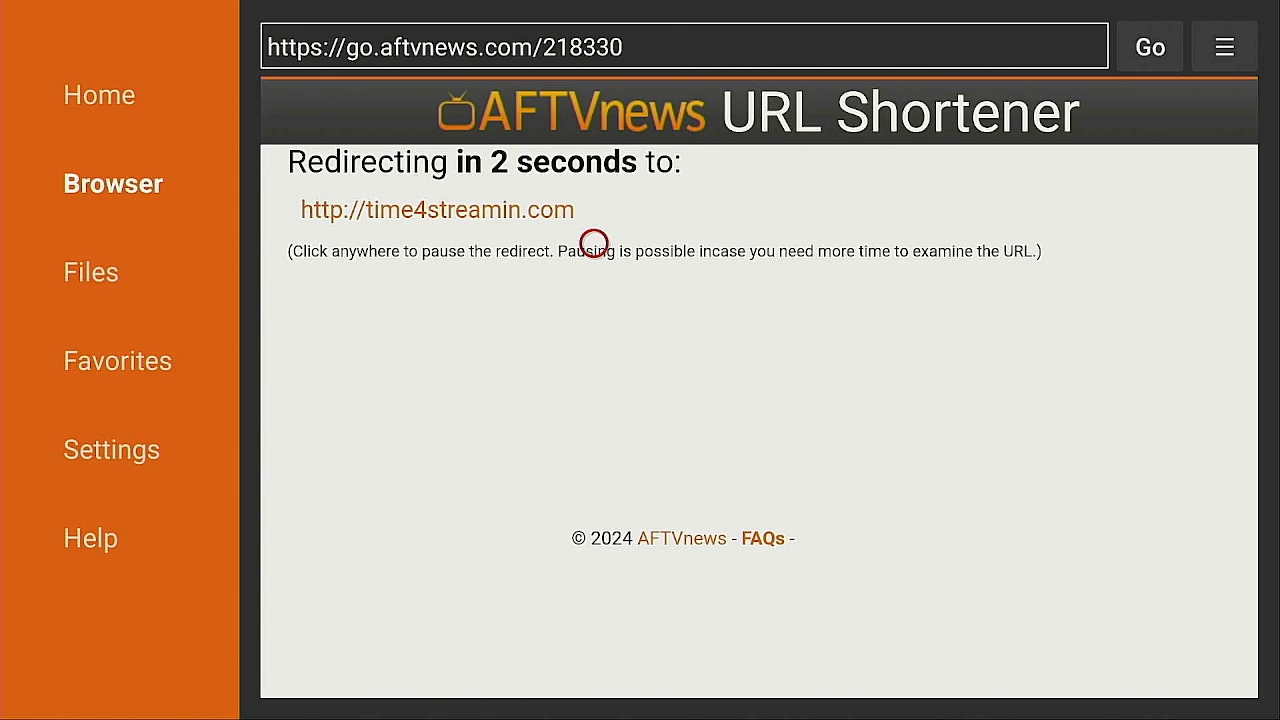 Home
Browser
Files
Favorites
Settings
Help
https://go.aftvnews.com/218330
Go
AFTVnews URL Shortener
Redirecting in 2 seconds to:
http://time4streamin.com
(Click anywhere to pause the redirect. Pausing is possible incase you need more time to examine the URL.)
© 2024 AFTVnews - FAQs -